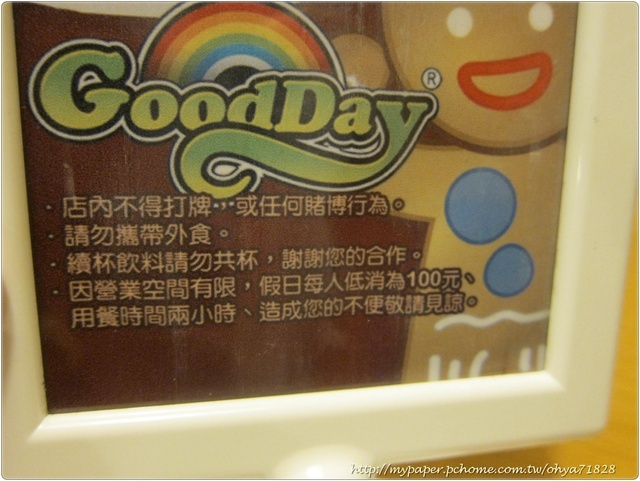 GoodDay®
· 店內不得打牌…或任何賭博行為。
· 請勿攜帶外食。
· 續杯飲料請勿共杯，謝謝您的合作。
· 因營業空間有限，假日每人低消為100元、
用餐時間兩小時、造成您的不便敬請見諒。
http://mypaper.pchome.com.tw/ohya71828